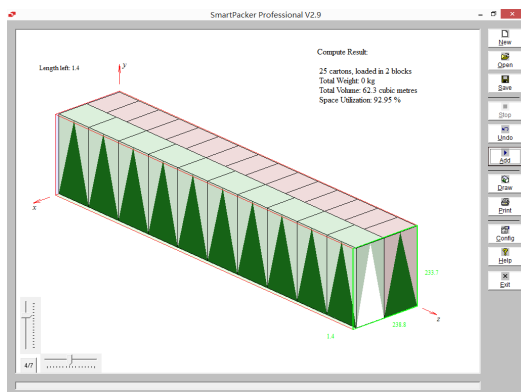 SmartPacker Professional V2.9
Compute Result:
Length left: 1.4
25 cartons, loaded in 2 blocks
Total Weight: 0 kg
Total Volume: 62.3 cubic metres
Space Utilization: 92.95 %
y
x
z
238.8
1.4
4/7
New
Open
Save
Stop
Undo
Add
Draw
Print
Config
Help
Exit